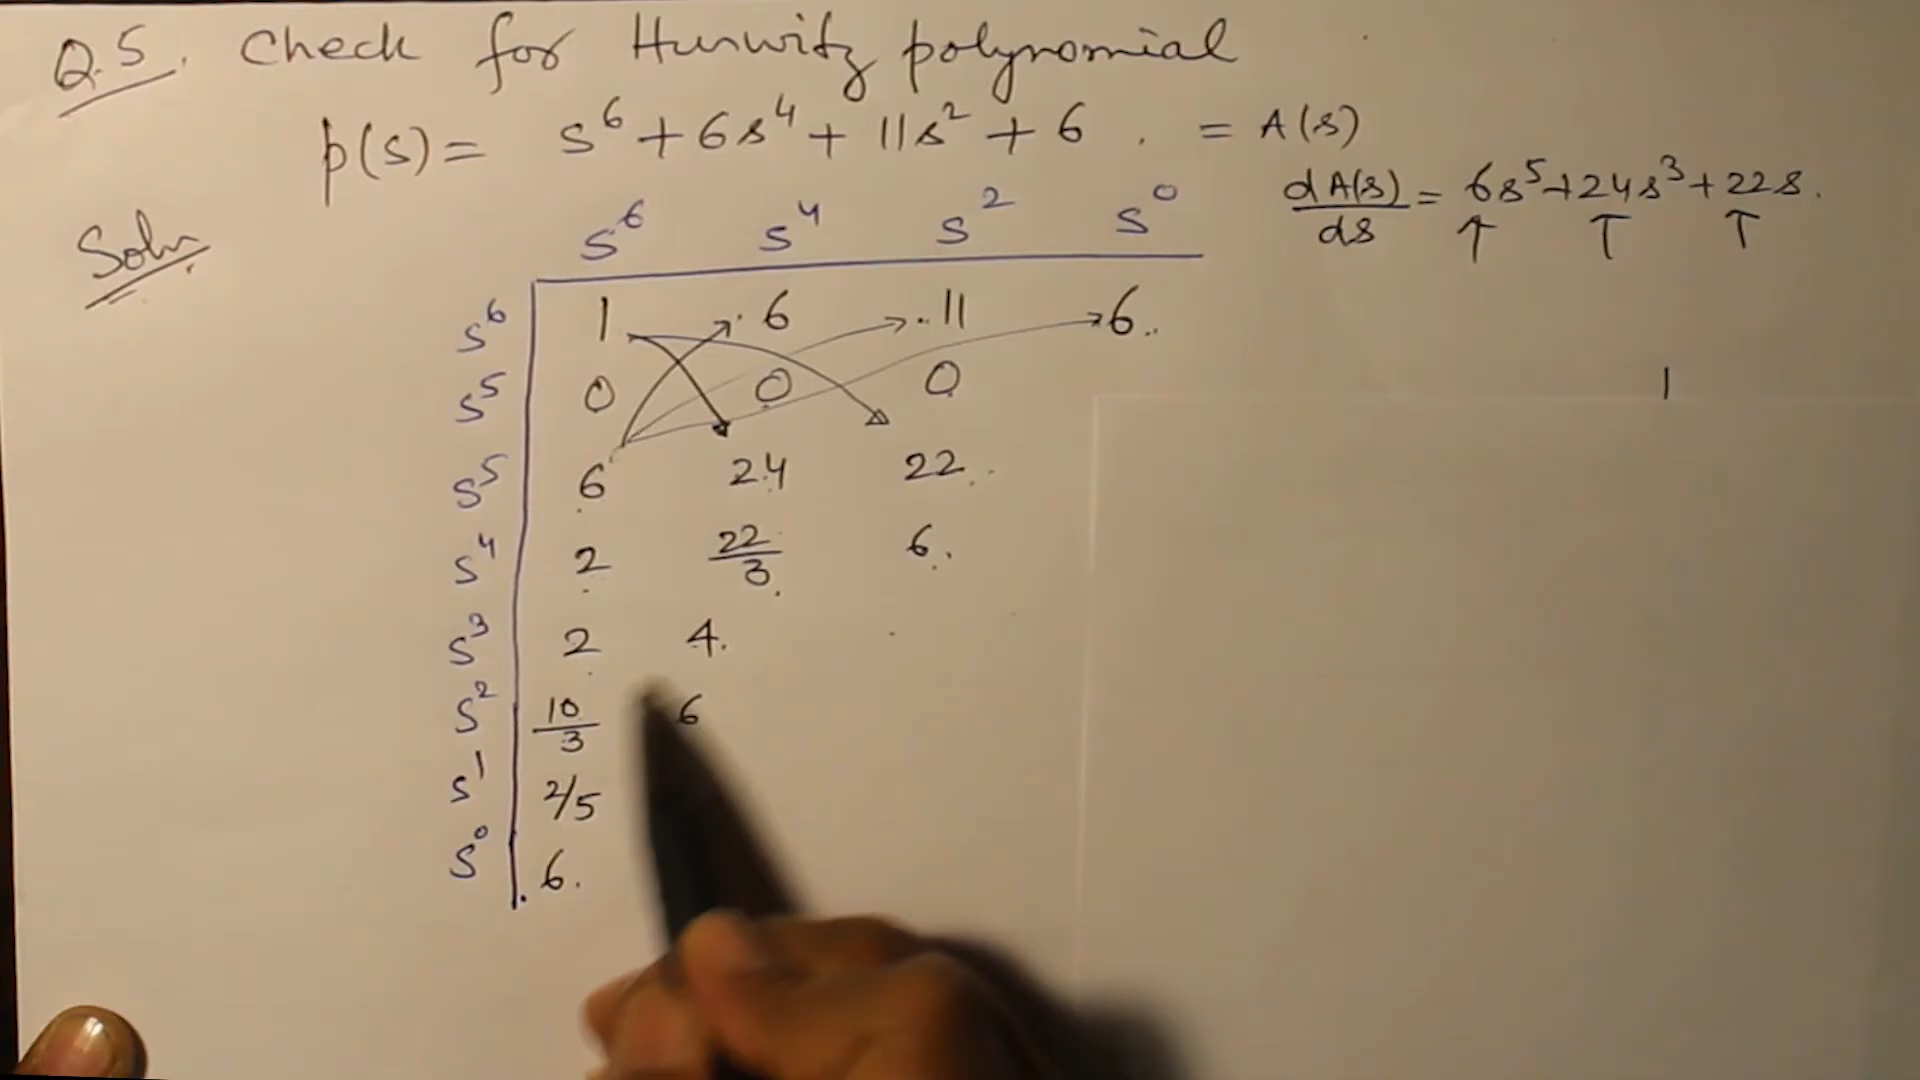 Q.5. Check for Hurwitz polynomial
p(s) = s⁶ + 6s⁴ + 11s² + 6 . = A(s)
dA(s)/ds = 6s⁵ + 24s³ + 22s.
↑ ↑ ↑
Soln
s⁶ s⁴ s² s⁰
s⁶ 1 6 11 6
s⁵ 0 0 0
s⁵ 6 24 22
s⁴ 2 22/3 6.
s³ 2 4.
s² 10/3 6
s¹ 2/5
s⁰ 6.
1